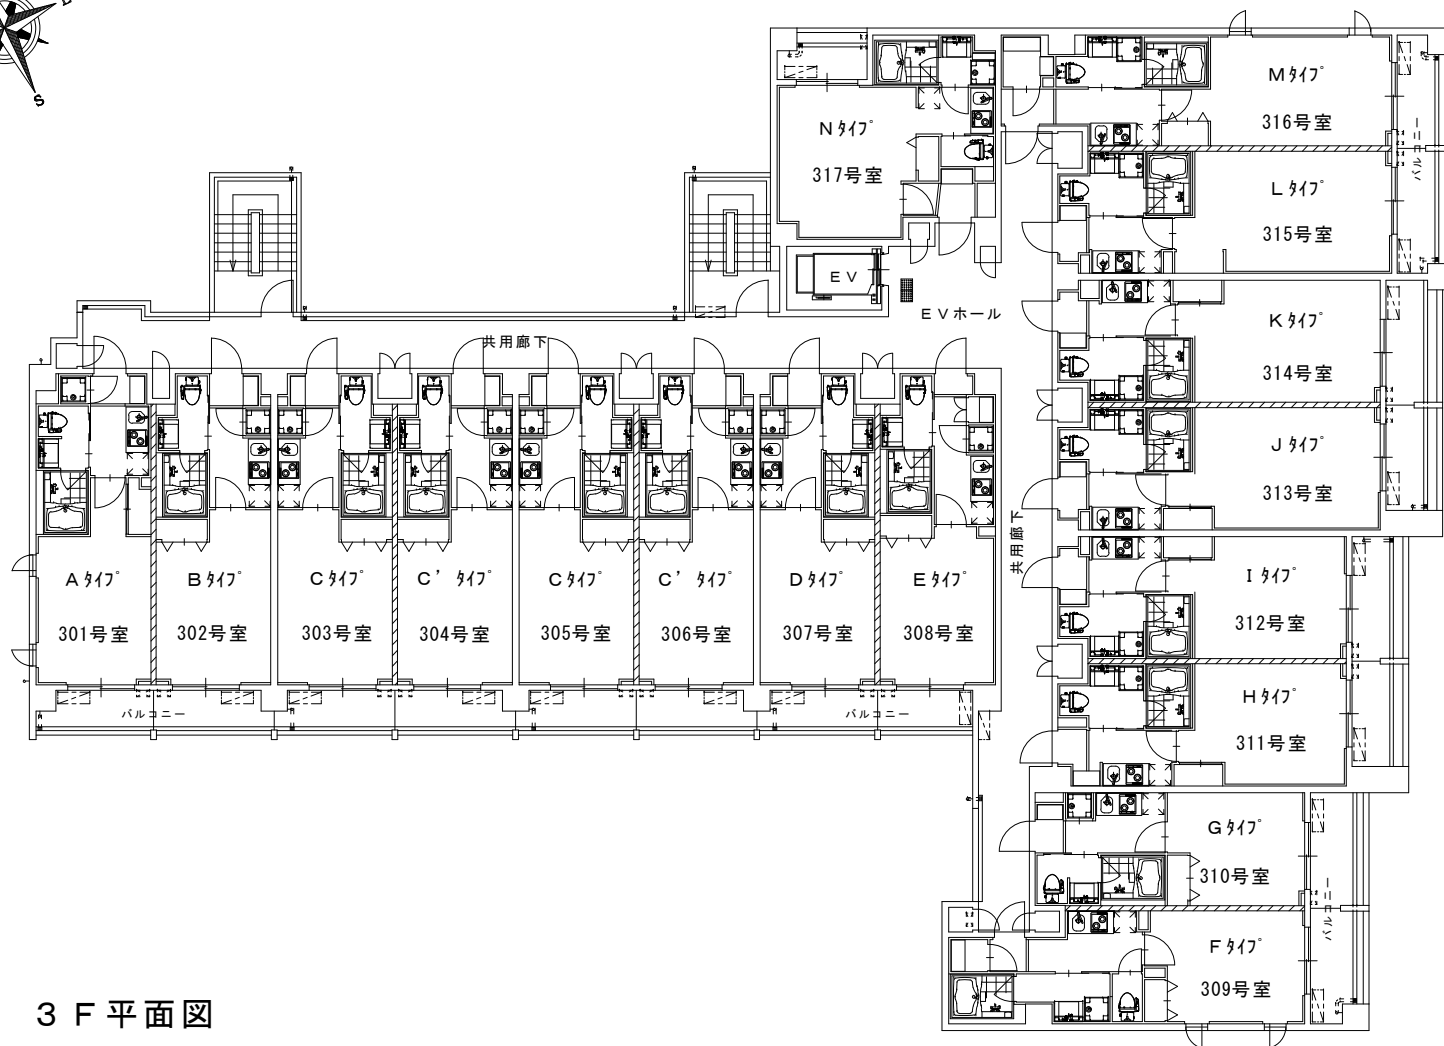 S
Nタイプ
317号室
Mタイプ
316号室
バルコニー
Lタイプ
315号室
EV
EVホール
共用廊下
Kタイプ
314号室
Jタイプ
313号室
共用廊下
Aタイプ
301号室
Bタイプ
302号室
Cタイプ
303号室
C'タイプ
304号室
Cタイプ
305号室
C'タイプ
306号室
Dタイプ
307号室
Eタイプ
308号室
Iタイプ
312号室
Hタイプ
311号室
バルコニー
バルコニー
Gタイプ
310号室
バルコニー
Fタイプ
309号室
3F平面図